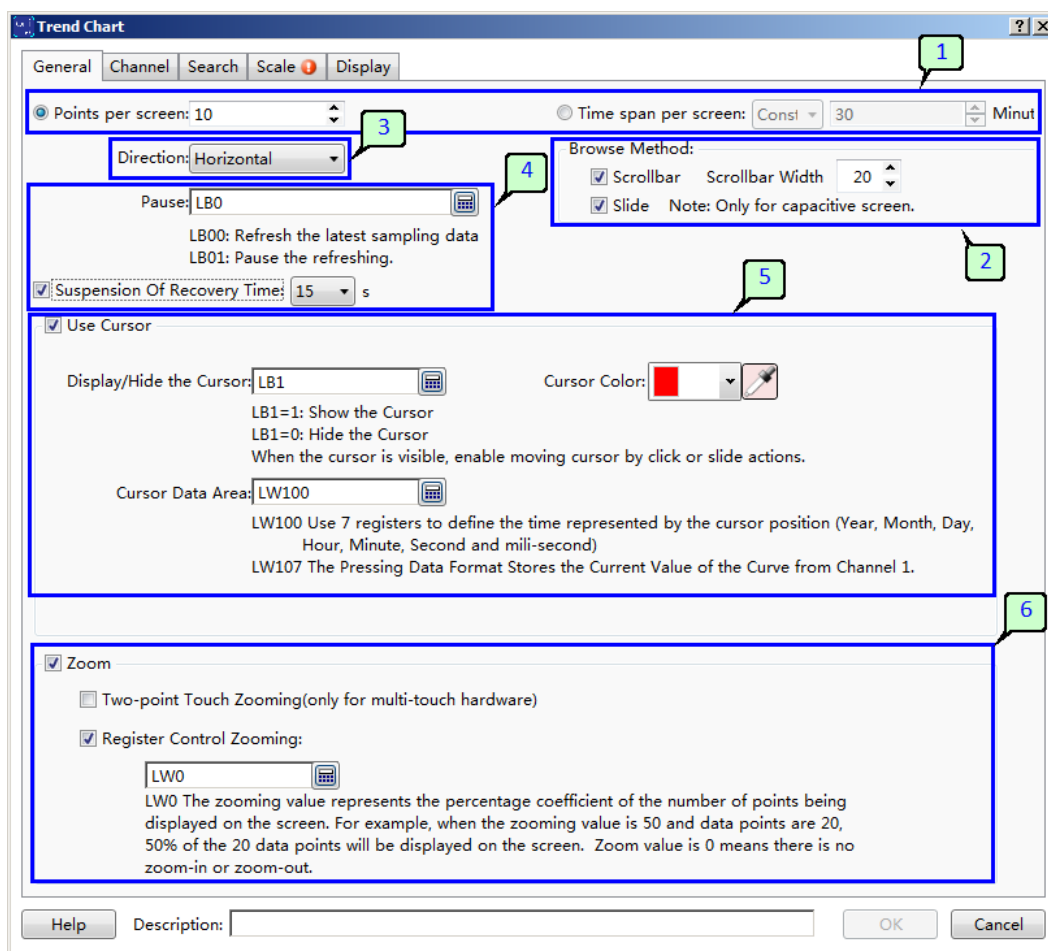 Trend Chart
?
General Channel Search Scale Display
1
Points per screen: 10 Time span per screen: Const 30 Minut
3
Direction: Horizontal
Browse Method:
Scrollbar Scrollbar Width 20
Slide Note: Only for capacitive screen.
2
4
Pause: LB0
LB00: Refresh the latest sampling data
LB01: Pause the refreshing.
Suspension Of Recovery Time: 15 s
5
Use Cursor
Display/Hide the Cursor: LB1 Cursor Color:
LB1=1: Show the Cursor
LB1=0: Hide the Cursor
When the cursor is visible, enable moving cursor by click or slide actions.
Cursor Data Area: LW100
LW100 Use 7 registers to define the time represented by the cursor position (Year, Month, Day,
Hour, Minute, Second and mili-second)
LW107 The Pressing Data Format Stores the Current Value of the Curve from Channel 1.
6
Zoom
Two-point Touch Zooming(only for multi-touch hardware)
Register Control Zooming:
LW0
LW0 The zooming value represents the percentage coefficient of the number of points being
displayed on the screen. For example, when the zooming value is 50 and data points are 20,
50% of the 20 data points will be displayed on the screen. Zoom value is 0 means there is no
zoom-in or zoom-out.
Help Description: OK Cancel